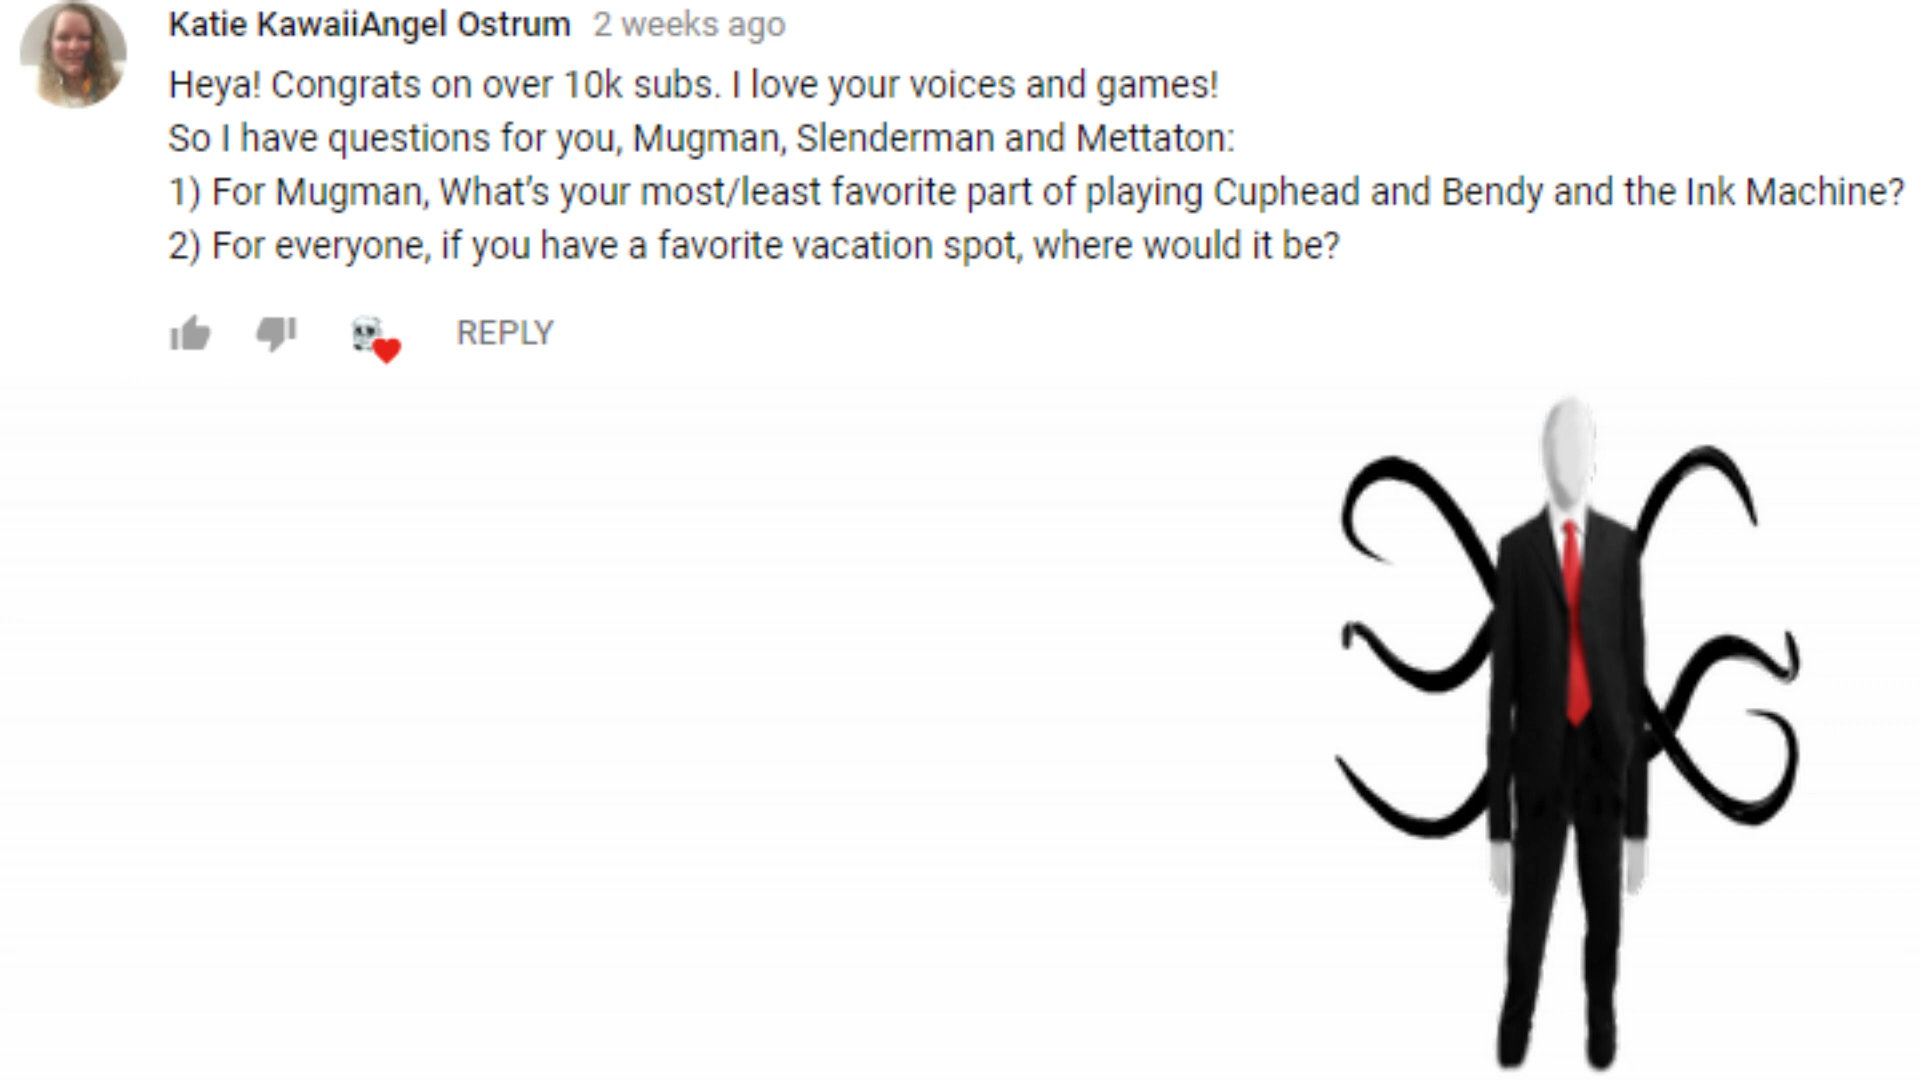 Katie KawaiiAngel Ostrum 2 weeks ago
Heya! Congrats on over 10k subs. I love your voices and games!
So I have questions for you, Mugman, Slenderman and Mettaton:
1) For Mugman, What's your most/least favorite part of playing Cuphead and Bendy and the Ink Machine?
2) For everyone, if you have a favorite vacation spot, where would it be?
REPLY